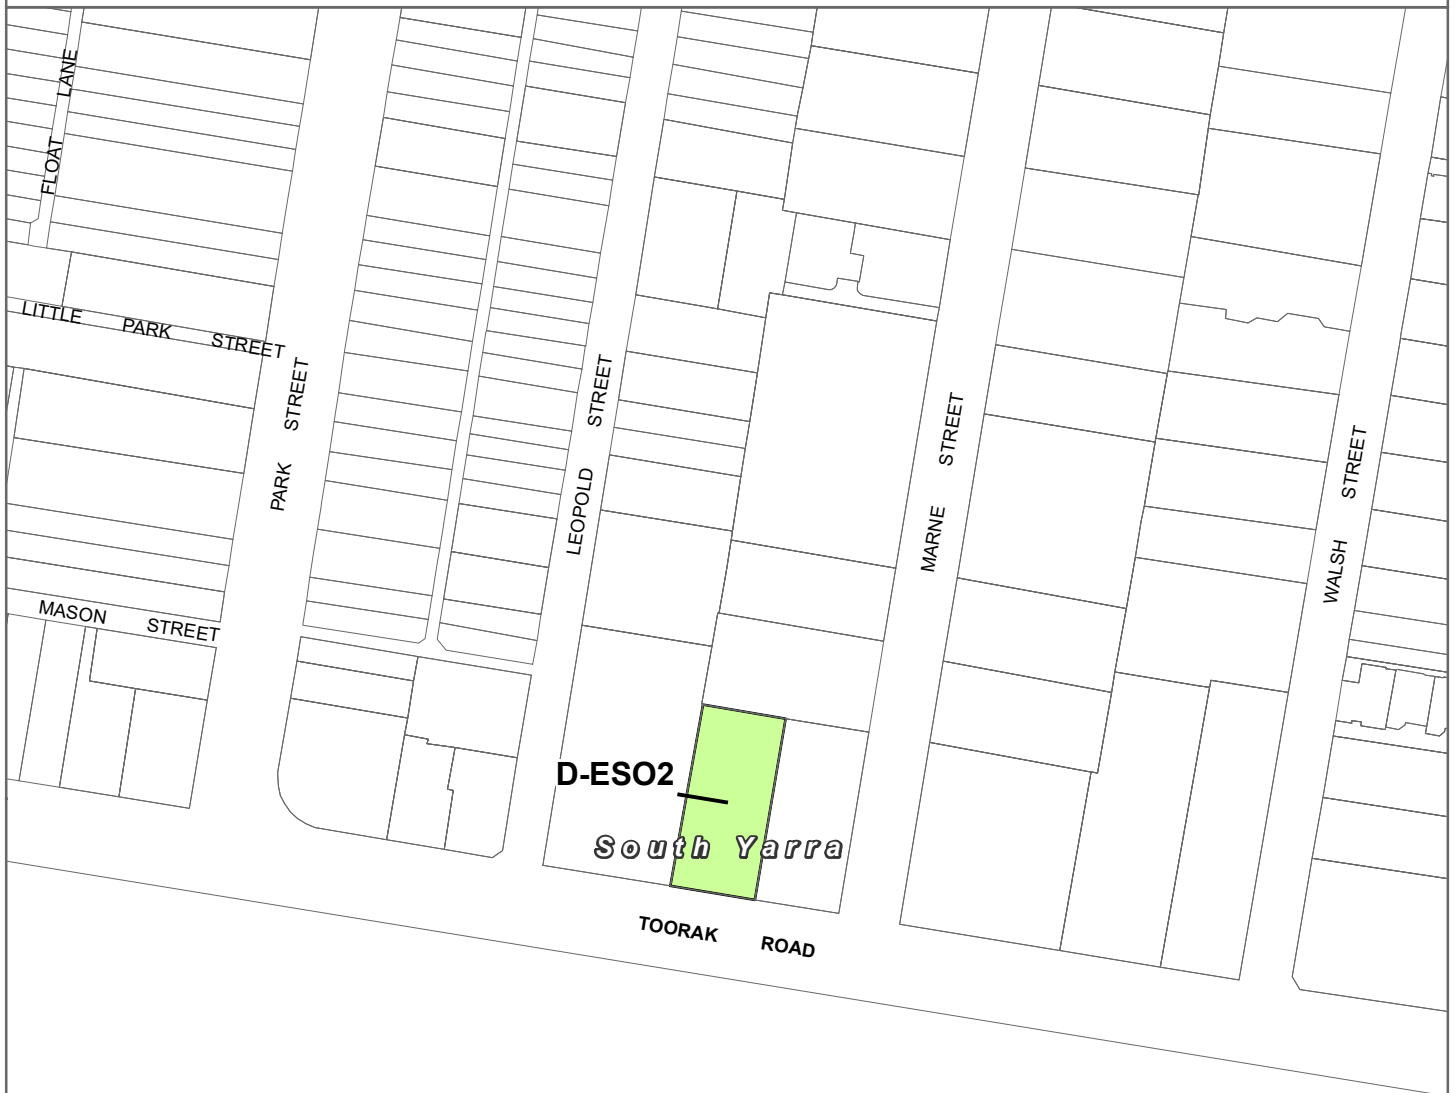 FLOAT LANE
LITTLE PARK STREET
PARK STREET
LEOPOLD STREET
MARNE STREET
WALSH STREET
MASON STREET
D-ESO2
South Yarra
TOORAK ROAD